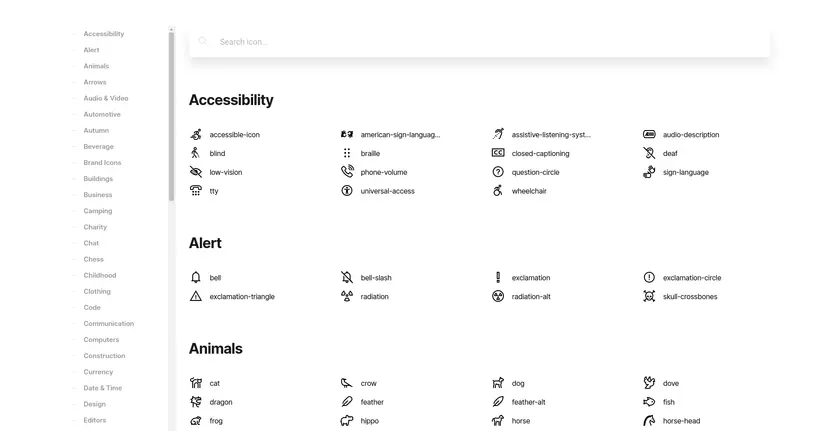 Accessibility
Alert
Animals
Arrows
Audio & Video
Automotive
Autumn
Beverage
Brand Icons
Buildings
Business
Camping
Charity
Chat
Chess
Childhood
Clothing
Code
Communication
Computers
Construction
Currency
Date & Time
Design
Editors
Search icon...
Accessibility
accessible-icon american-sign-languag... assistive-listening-syst... audio-description
blind braille CC closed-captioning deaf
low-vision phone-volume question-circle sign-language
tty universal-access wheelchair
Alert
bell bell-slash exclamation exclamation-circle
exclamation-triangle radiation radiation-alt skull-crossbones
Animals
cat crow dog dove
dragon feather feather-alt fish
frog hippo horse horse-head